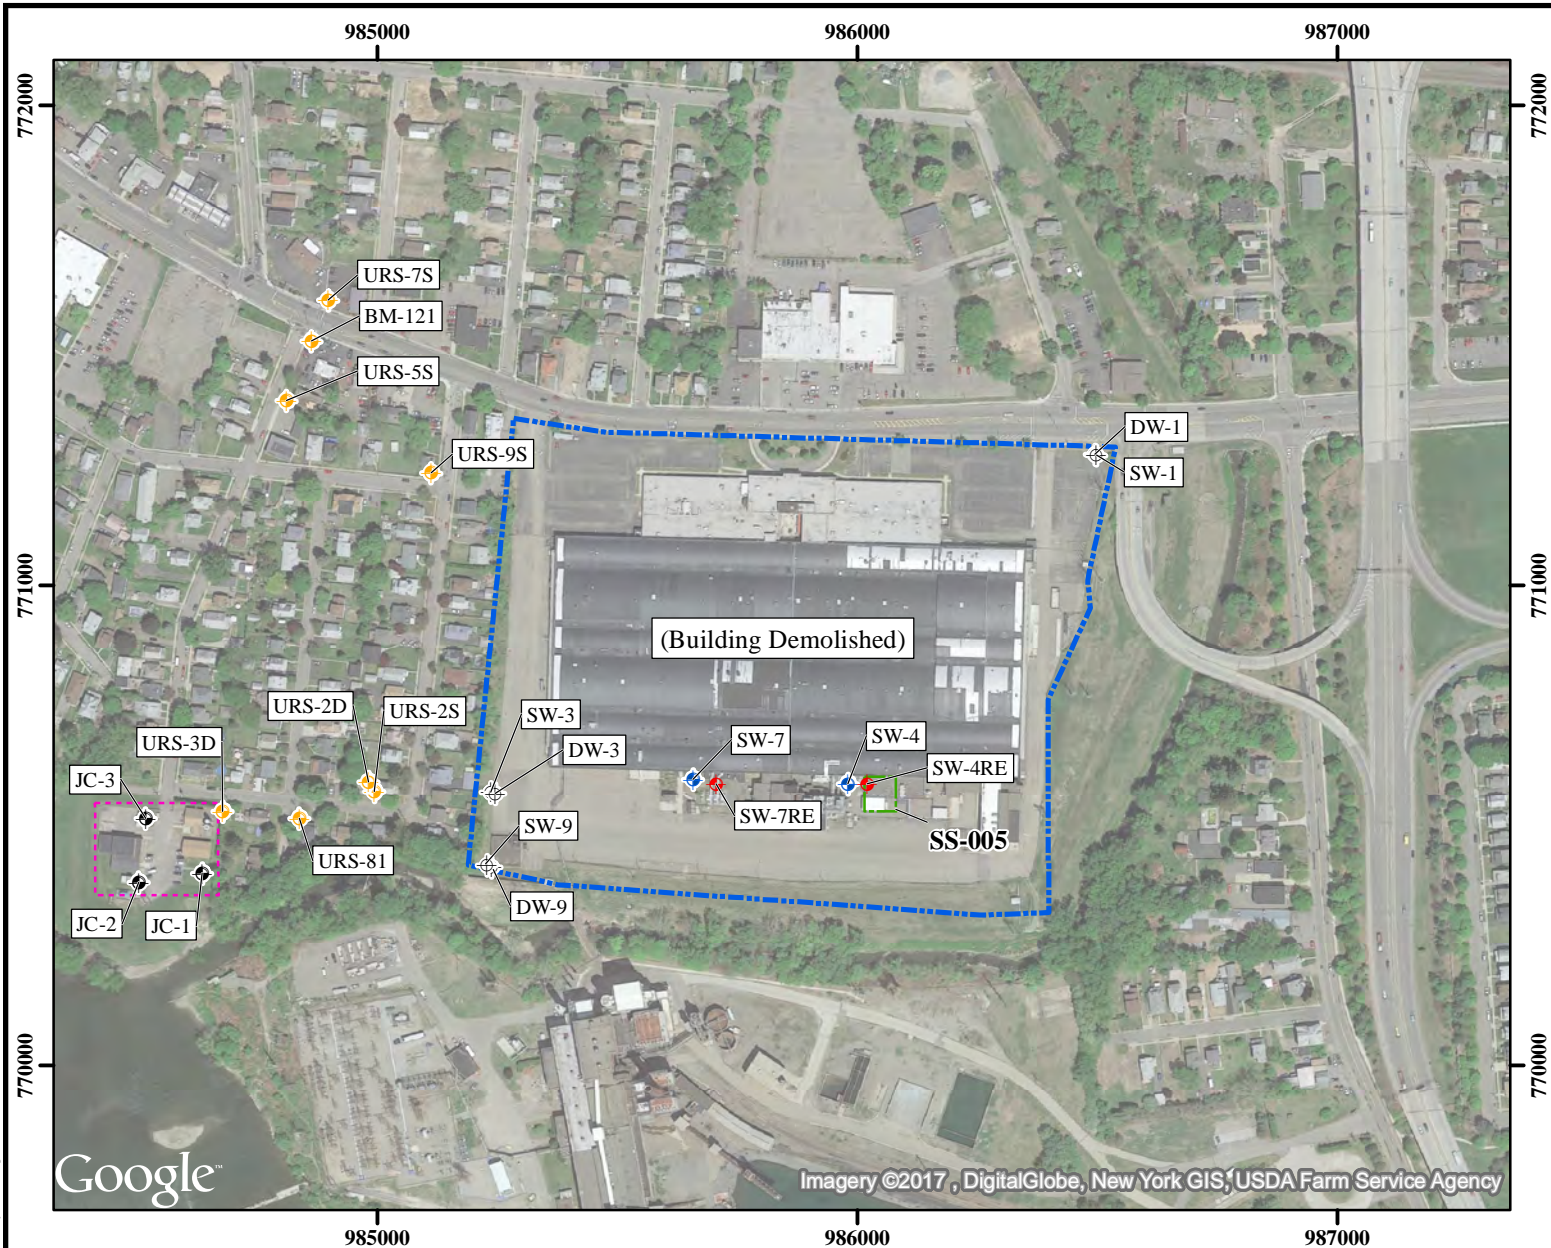 985000
986000
987000
772000
772000
URS-7S
BM-121
URS-5S
URS-9S
DW-1
SW-1
771000
771000
(Building Demolished)
URS-2D
URS-2S
SW-3
URS-3D
DW-3
SW-7
SW-4
JC-3
SW-4RE
SW-7RE
SW-9
SS-005
URS-81
DW-9
JC-2
JC-1
770000
770000
Google™
Imagery ©2017 , DigitalGlobe, New York GIS, USDA Farm Service Agency
985000
986000
987000